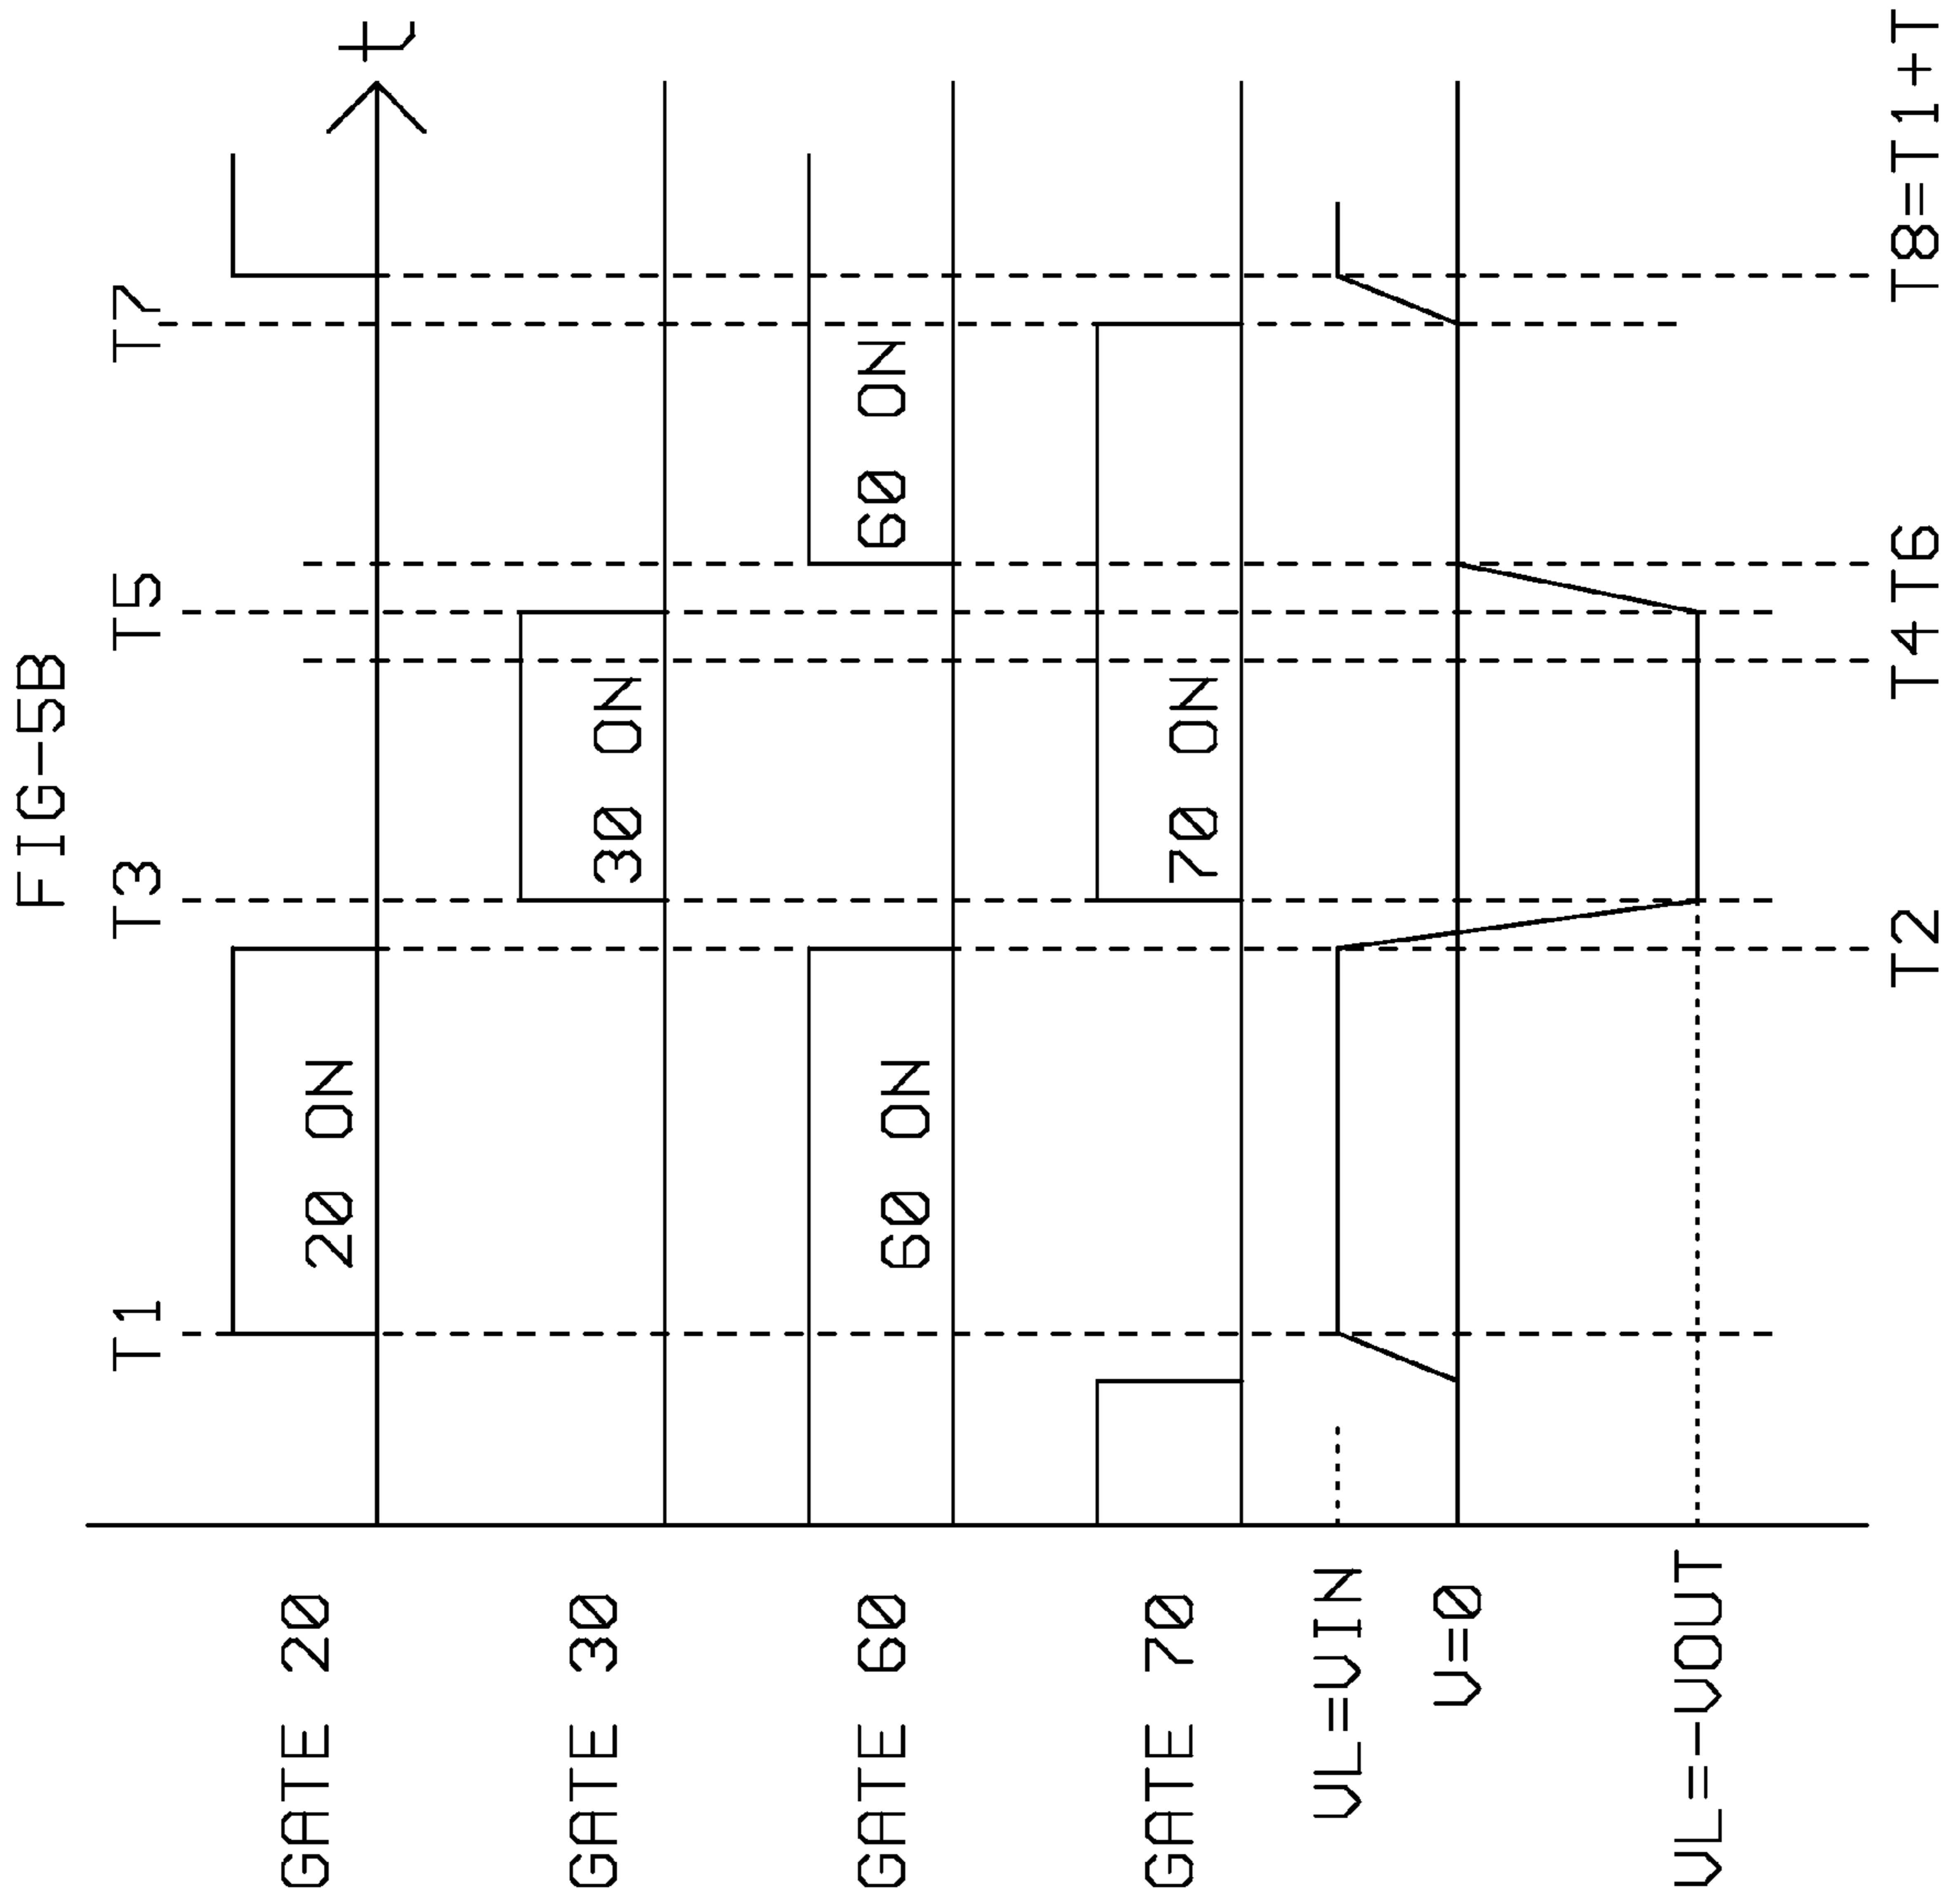 FIG-5B
T1
T3
T5
T7
GATE 20
20 ON
t
GATE 30
30 ON
GATE 60
60 ON
60 ON
GATE 70
70 ON
VL=VIN
V=0
VL=-VOUT
T2
T4
T6
T8=T1+T